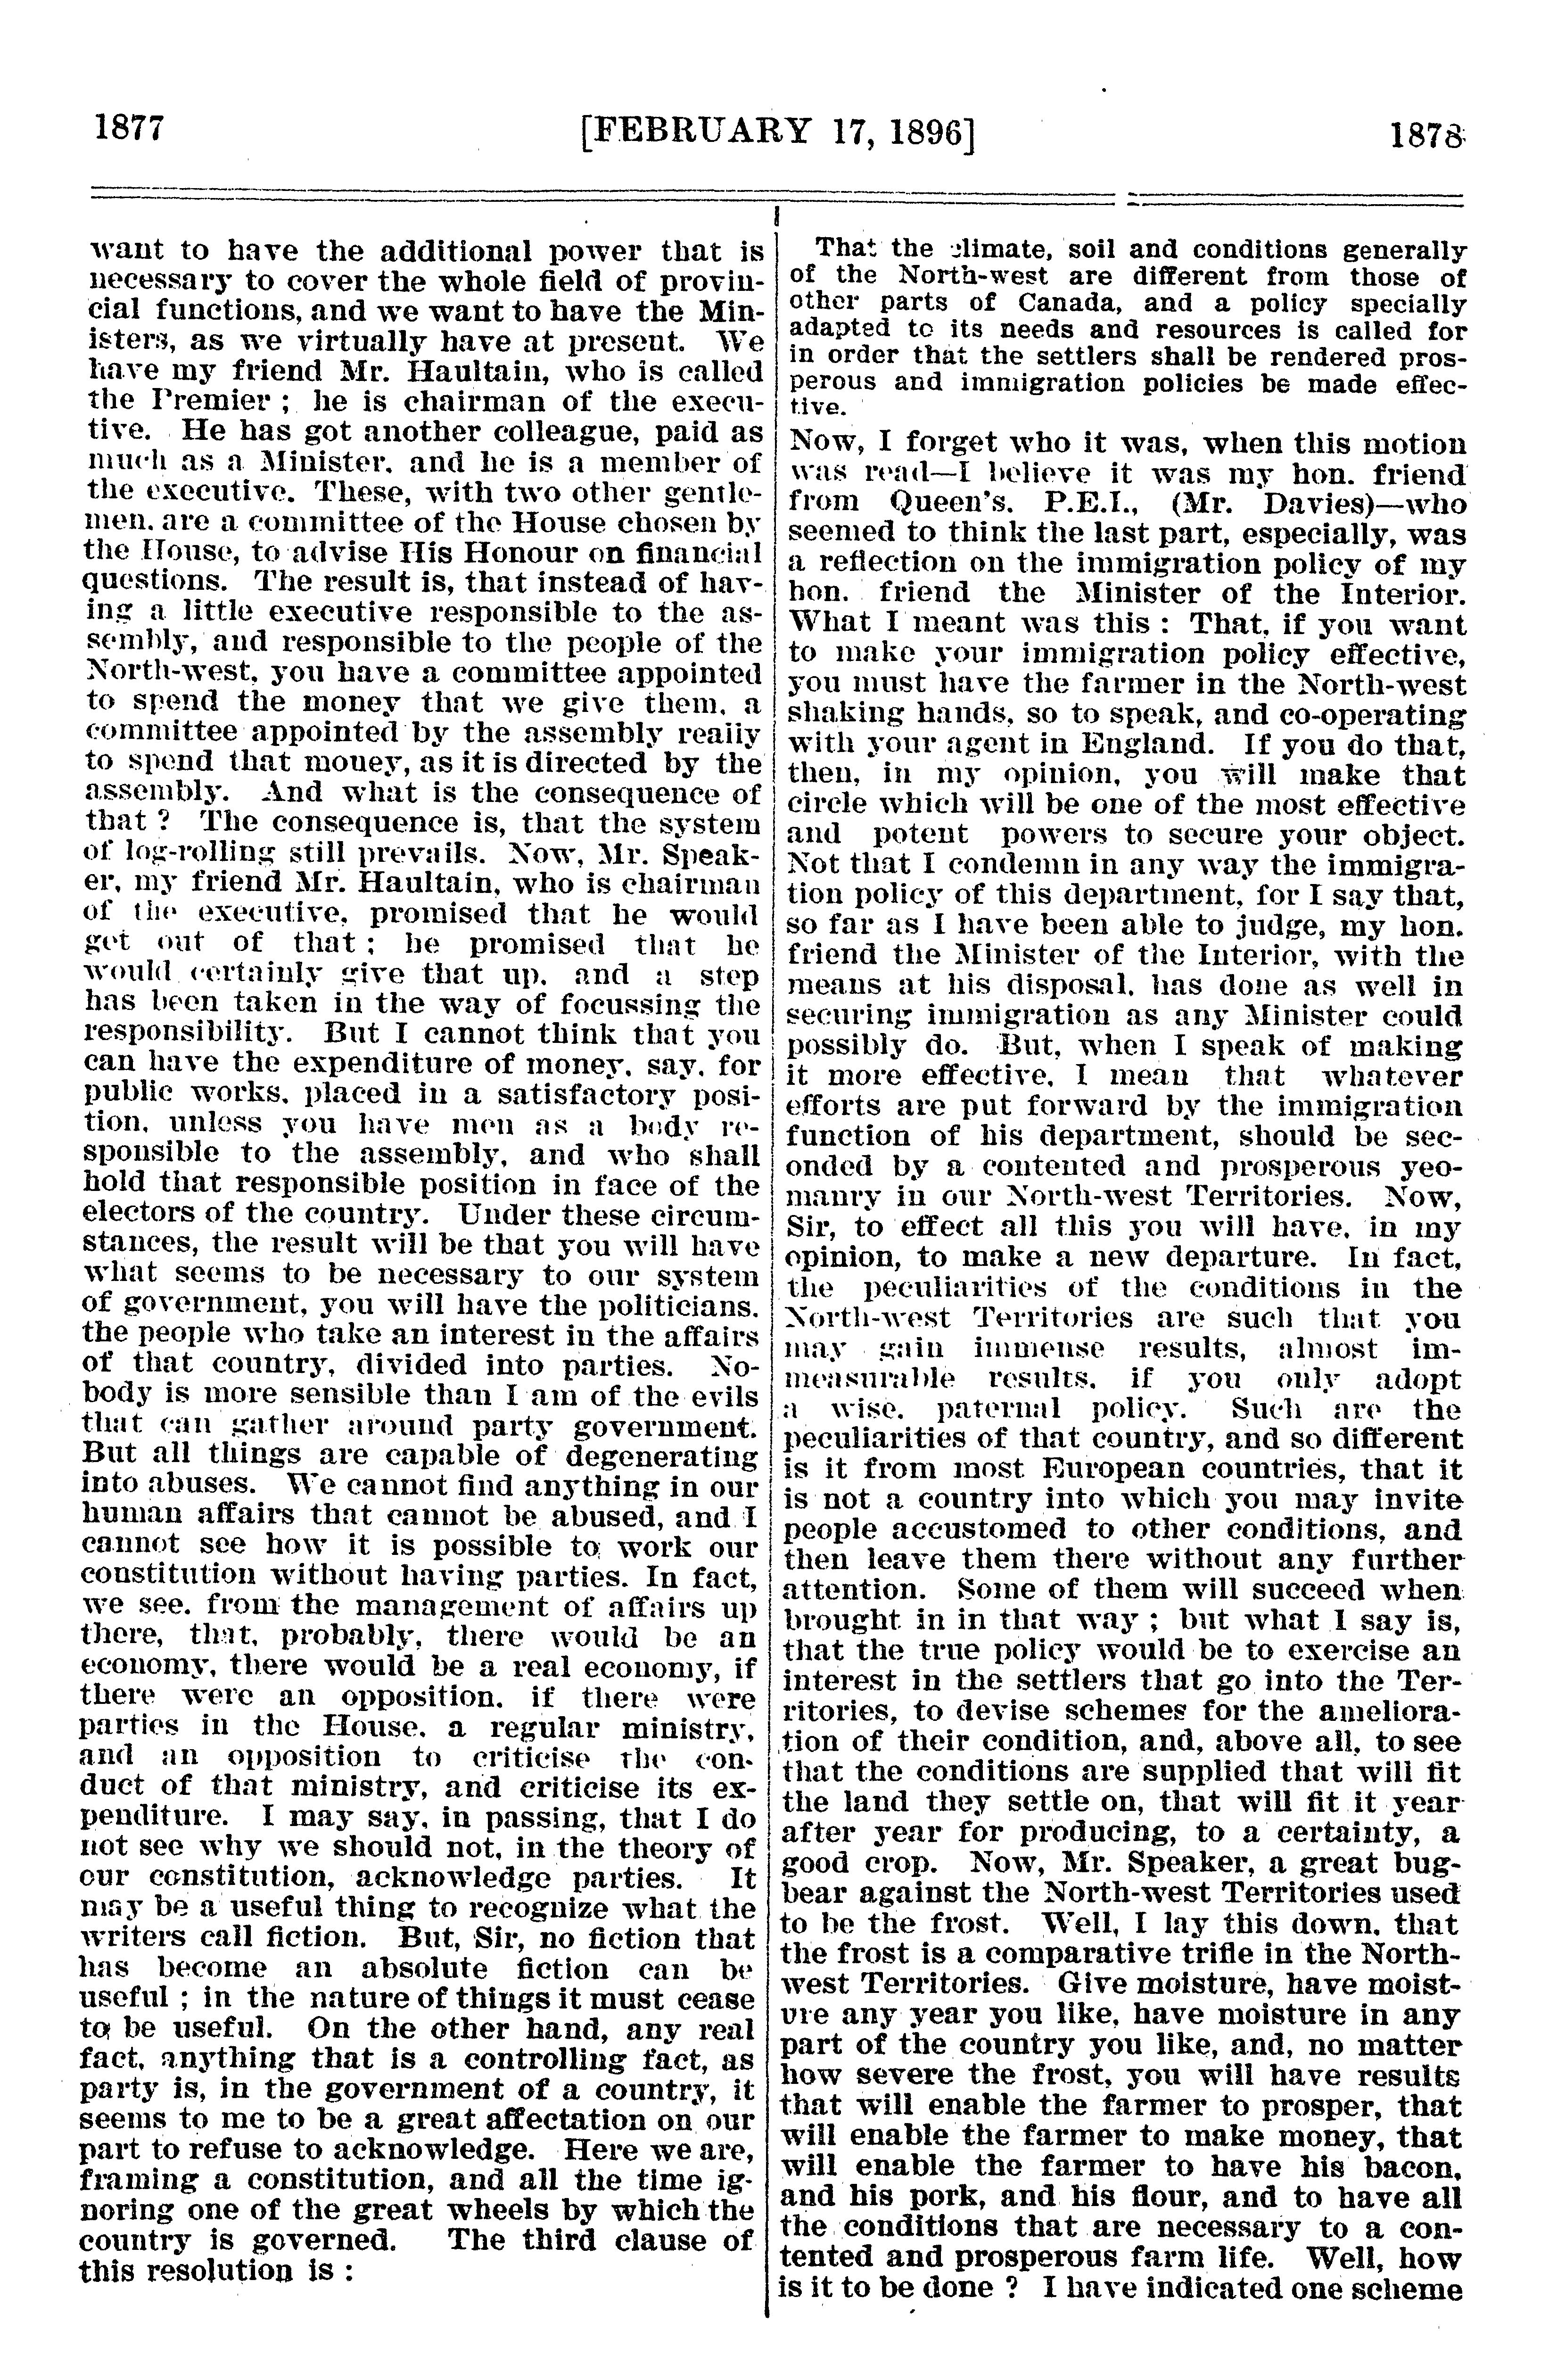 1877
[FEBRUARY 17, 1896]
1878
want to have the additional power that is
necessary to cover the whole field of provin-
cial functions, and we want to have the Min-
isters, as we virtually have at present. We
have my friend Mr. Haultain, who is called
the Premier ; he is chairman of the execu-
tive. He has got another colleague, paid as
much as a Minister, and he is a member of
the executive. These, with two other gentle-
men, are a committee of the House chosen by
the House, to advise His Honour on financial
questions. The result is, that instead of hav-
ing a little executive responsible to the as-
sembly, and responsible to the people of the
North-west, you have a committee appointed
to spend the money that we give them, a
committee appointed by the assembly really
to spend that money, as it is directed by the
assembly. And what is the consequence of
that ? The consequence is, that the system
of log-rolling still prevails. Now, Mr. Speak-
er, my friend Mr. Haultain, who is chairman
of the executive, promised that he would
get out of that ; he promised that he
would certainly give that up, and a step
has been taken in the way of focussing the
responsibility. But I cannot think that you
can have the expenditure of money, say, for
public works, placed in a satisfactory posi-
tion, unless you have men as a body re-
sponsible to the assembly, and who shall
hold that responsible position in face of the
electors of the country. Under these circum-
stances, the result will be that you will have
what seems to be necessary to our system
of government, you will have the politicians,
the people who take an interest in the affairs
of that country, divided into parties. No-
body is more sensible than I am of the evils
that can gather around party government.
But all things are capable of degenerating
into abuses. We cannot find anything in our
human affairs that cannot be abused, and I
cannot see how it is possible to work our
constitution without having parties. In fact,
we see, from the management of affairs up
there, that, probably, there would be an
economy, there would be a real economy, if
there were an opposition, if there were
parties in the House, a regular ministry,
and an opposition to criticise the con-
duct of that ministry, and criticise its ex-
penditure. I may say, in passing, that I do
not see why we should not, in the theory of
our constitution, acknowledge parties. It
may be a useful thing to recognize what the
writers call fiction. But, Sir, no fiction that
has become an absolute fiction can be
useful ; in the nature of things it must cease
to be useful. On the other hand, any real
fact, anything that is a controlling fact, as
party is, in the government of a country, it
seems to me to be a great affectation on our
part to refuse to acknowledge. Here we are,
framing a constitution, and all the time ig-
noring one of the great wheels by which the
country is governed. The third clause of
this resolution is :
That the climate, soil and conditions generally
of the North-west are different from those of
other parts of Canada, and a policy specially
adapted to its needs and resources is called for
in order that the settlers shall be rendered pros-
perous and immigration policies be made effec-
tive.
Now, I forget who it was, when this motion
was read—I believe it was my hon. friend
from Queen's, P.E.I., (Mr. Davies)—who
seemed to think the last part, especially, was
a reflection on the immigration policy of my
hon. friend the Minister of the Interior.
What I meant was this : That, if you want
to make your immigration policy effective,
you must have the farmer in the North-west
shaking hands, so to speak, and co-operating
with your agent in England. If you do that,
then, in my opinion, you will make that
circle which will be one of the most effective
and potent powers to secure your object.
Not that I condemn in any way the immigra-
tion policy of this department, for I say that,
so far as I have been able to judge, my hon.
friend the Minister of the Interior, with the
means at his disposal, has done as well in
securing immigration as any Minister could
possibly do. But, when I speak of making
it more effective, I mean that whatever
efforts are put forward by the immigration
function of his department, should be sec-
onded by a contented and prosperous yeo-
manry in our North-west Territories. Now,
Sir, to effect all this you will have, in my
opinion, to make a new departure. In fact,
the peculiarities of the conditions in the
North-west Territories are such that you
may gain immense results, almost im-
measurable results, if you only adopt
a wise, paternal policy. Such are the
peculiarities of that country, and so different
is it from most European countries, that it
is not a country into which you may invite
people accustomed to other conditions, and
then leave them there without any further
attention. Some of them will succeed when
brought in in that way ; but what I say is,
that the true policy would be to exercise an
interest in the settlers that go into the Ter-
ritories, to devise schemes for the ameliora-
tion of their condition, and, above all, to see
that the conditions are supplied that will fit
the land they settle on, that will fit it year
after year for producing, to a certainty, a
good crop. Now, Mr. Speaker, a great bug-
bear against the North-west Territories used
to be the frost. Well, I lay this down, that
the frost is a comparative trifle in the North-
west Territories. Give moisture, have moist-
ure any year you like, have moisture in any
part of the country you like, and, no matter
how severe the frost, you will have results
that will enable the farmer to prosper, that
will enable the farmer to make money, that
will enable the farmer to have his bacon,
and his pork, and his flour, and to have all
the conditions that are necessary to a con-
tented and prosperous farm life. Well, how
is it to be done ? I have indicated one scheme